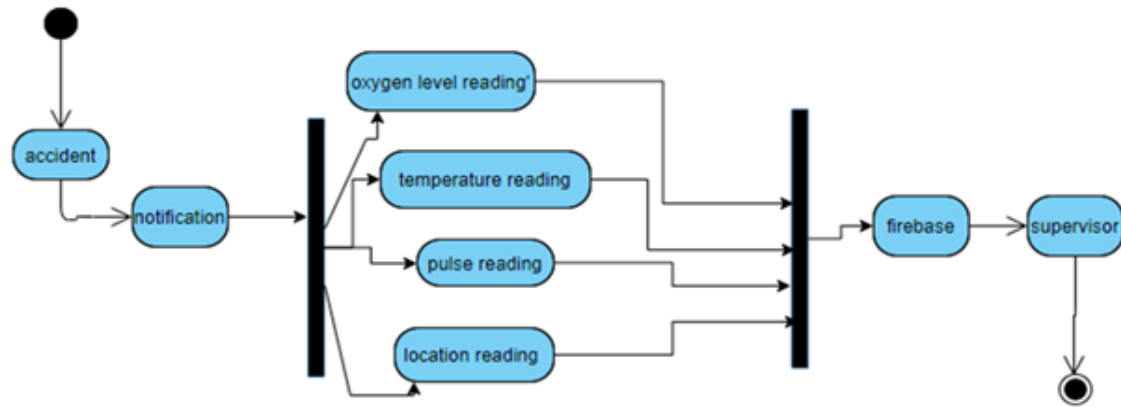 accident
notification
oxygen level reading'
temperature reading
pulse reading
location reading
firebase
supervisor